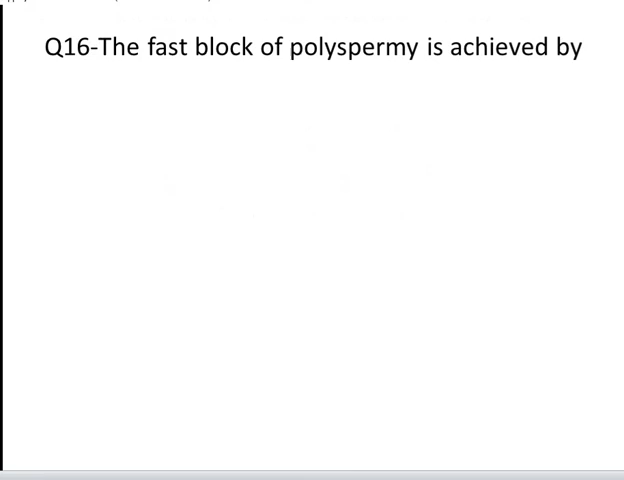 Q16-The fast block of polyspermy is achieved by